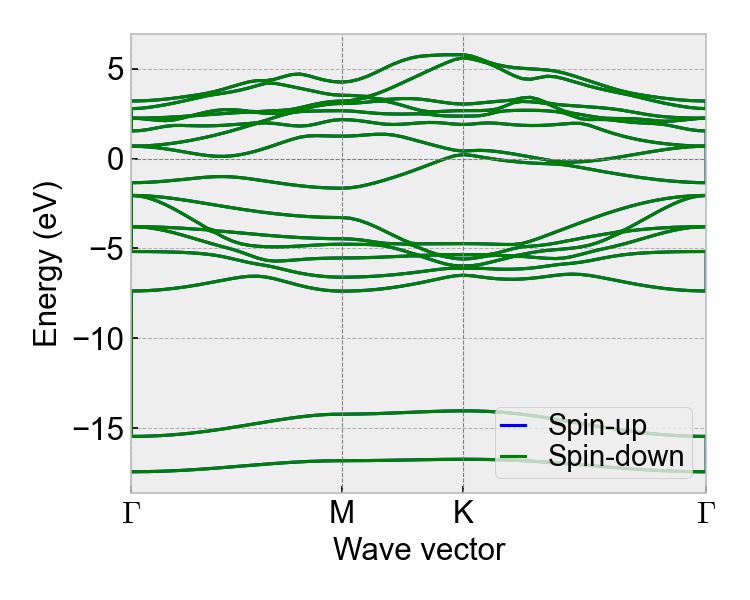 Energy (eV)
5
0
−5
−10
−15
Spin-up
Spin-down
Γ M K Γ
Wave vector